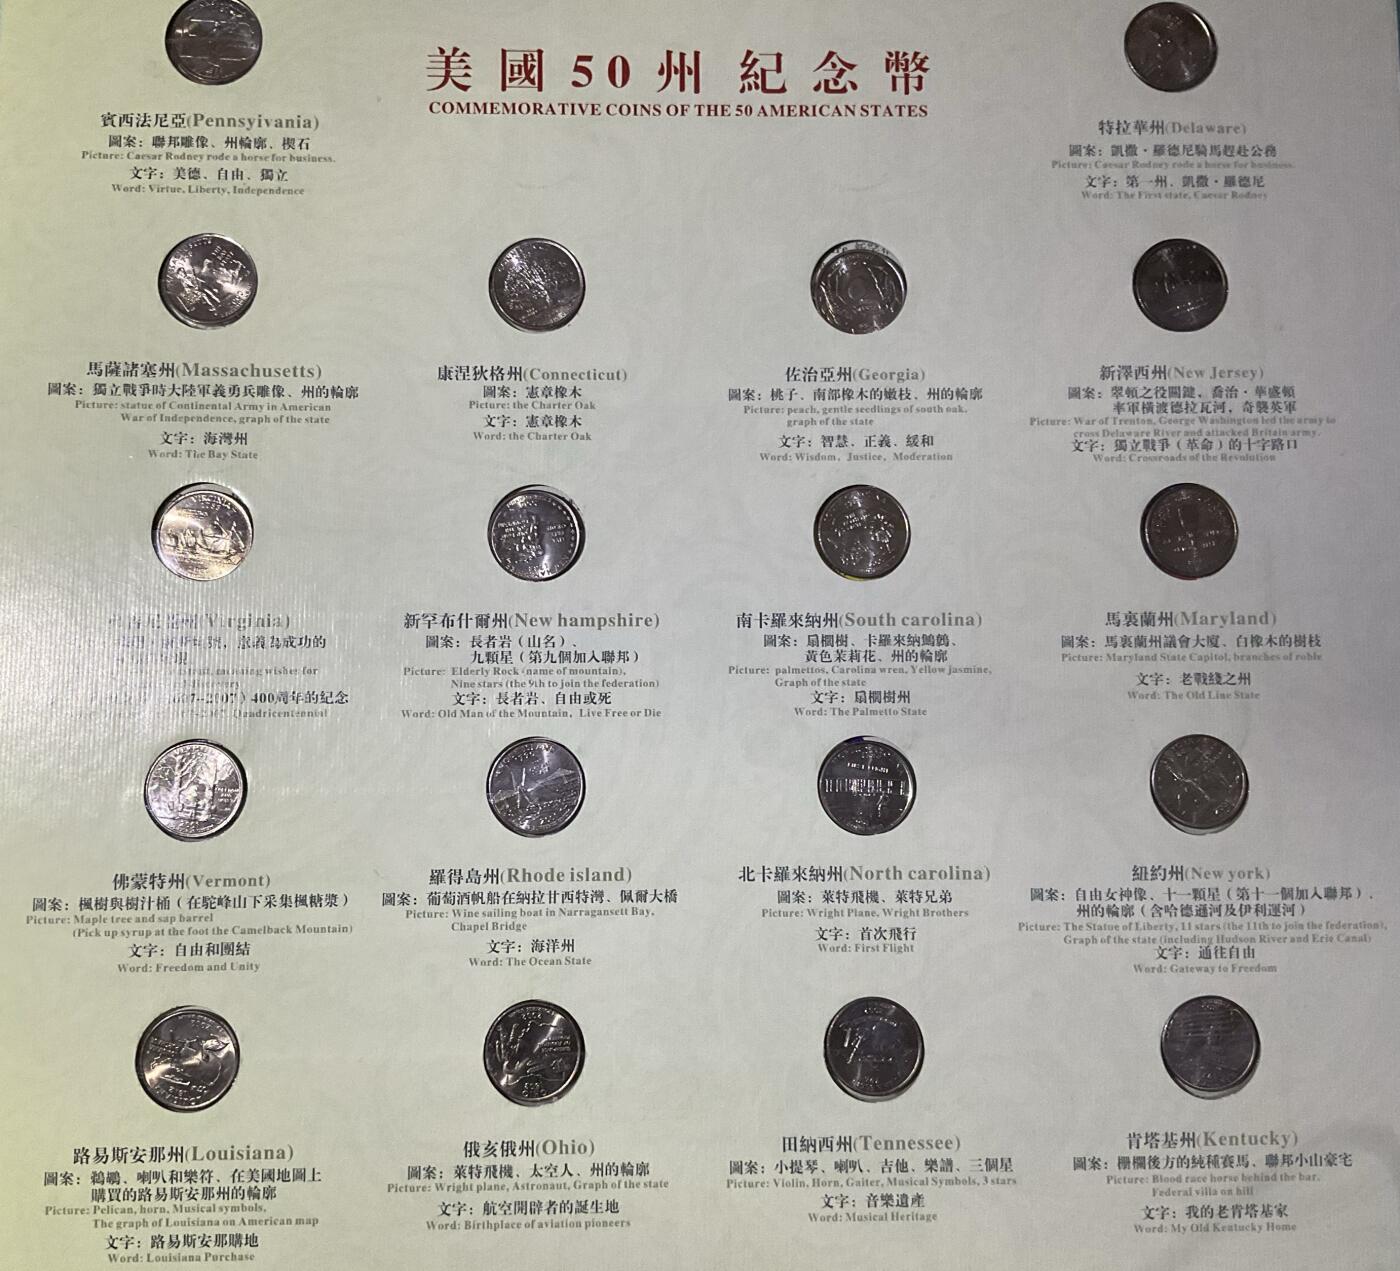 美國50州 紀念幣
COMMEMORATIVE COINS OF THE 50 AMERICAN STATES
賓西法尼亞(Pennsyivania)
圖案：聯邦雕像、州輪廓、楔石
Picture: Caesar Rodney rode a horse for business.
文字：美德、自由、獨立
Word: Virtue, Liberty, Independence
特拉華州(Delaware)
圖案：凱撒·羅德尼騎馬趕赴公務
Picture: Caesar Rodney rode a horse for business.
文字：第一州、凱撒·羅德尼
Word: The First state, Caesar Rodney
馬薩諸塞州(Massachusetts)
圖案：獨立戰爭時大陸軍義勇兵雕像、州的輪廓
Picture: statue of Continental Army in American
War of Independence, graph of the state
文字：海灣州
Word: The Bay State
康涅狄格州(Connecticut)
圖案：憲章橡木
Picture: the Charter Oak
文字：憲章橡木
Word: the Charter Oak
佐治亞州(Georgia)
圖案：桃子、南部橡木的嫩枝、州的輪廓
Picture: peach, gentle seedlings of south oak.
graph of the state
文字：智慧、正義、緩和
Word: Wisdom, Justice, Moderation
新澤西州(New Jersey)
圖案：翠頓之役關鍵，喬治·華盛頓
率軍橫渡德拉瓦河，奇襲英軍
Picture: War of Trenton, George Washington led the army to
cross Delaware River and attacked Britain army.
文字：獨立戰爭（革命）的十字路口
Word: Crossroads of the Revolution
VIRGINIA
(Virginia)
意義為成功的
wishes for
2007）400周年的紀念
Quadricentennial
新罕布什爾州(New hampshire)
圖案：長者岩（山名）、
九顆星（第九個加入聯邦）
Picture: Elderly Rock (name of mountain),
Nine stars (the 9th to join the federation)
文字：長者岩、自由或死
Word: Old Man of the Mountain, Live Free or Die
南卡羅來納州(South carolina)
圖案：扇櫚樹、卡羅來納鷦鷯、
黃色茉莉花、州的輪廓
Picture: palmettos, Carolina wren, Yellow jasmine,
Graph of the state
文字：扇櫚樹州
Word: The Palmetto State
馬裏蘭州(Maryland)
圖案：馬裏蘭州議會大廈、白橡木的樹枝
Picture: Maryland State Capitol, branches of roble
文字：老戰綫之州
Word: The Old Line State
佛蒙特州(Vermont)
圖案：楓樹與樹汁桶（在駝峰山下采集楓糖漿）
Picture: Maple tree and sap barrel
(Pick up syrup at the foot the Camelback Mountain)
文字：自由和團結
Word: Freedom and Unity
羅得島州(Rhode island)
圖案：葡萄酒帆船在納拉甘西特灣、佩爾大橋
Picture: Wine sailing boat in Narragansett Bay,
Chapel Bridge
文字：海洋州
Word: The Ocean State
北卡羅來納州(North carolina)
圖案：萊特飛機、萊特兄弟
Picture: Wright Plane, Wright Brothers
文字：首次飛行
Word: First Flight
紐約州(New york)
圖案：自由女神像、十一顆星（第十一個加入聯邦）、
州的輪廓（含哈德遜河及伊利運河）
Picture: The Statue of Liberty, 11 stars (the 11th to join the federation),
Graph of the state (including Hudson River and Erie Canal)
文字：通往自由
Word: Gateway to Freedom
路易斯安那州(Louisiana)
圖案：鵜鶘、喇叭和樂符、在美國地圖上
購買的路易斯安那州的輪廓
Picture: Pelican, horn, Musical symbols,
The graph of Louisiana on American map
文字：路易斯安那購地
Word: Louisiana Purchase
俄亥俄州(Ohio)
圖案：萊特飛機、太空人、州的輪廓
Picture: Wright plane, Astronaut, Graph of the state
文字：航空開辟者的誕生地
Word: Birthplace of aviation pioneers
田納西州(Tennessee)
圖案：小提琴、喇叭、吉他、樂譜、三個星
Picture: Violin, Horn, Gaiter, Musical Symbols, 3 stars
文字：音樂遺產
Word: Musical Heritage
肯塔基州(Kentucky)
圖案：柵欄後方的純種賽馬、聯邦小山豪宅
Picture: Blood race horse behind the bar.
Federal villa on hill
文字：我的老肯塔基家
Word: My Old Kentucky Home